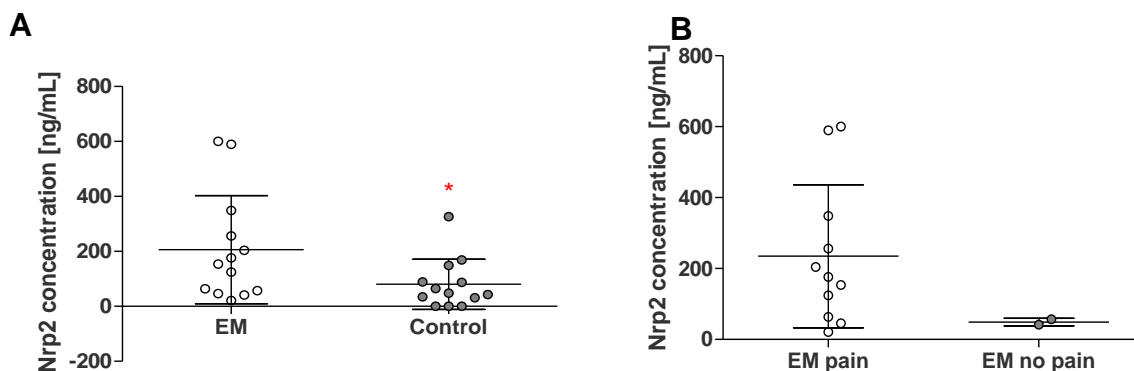 A
Nrp2 concentration [ng/mL]
800
600
400
200
0
-200
*
EM
Control
B
Nrp2 concentration [ng/mL]
800
600
400
200
0
EM pain
EM no pain